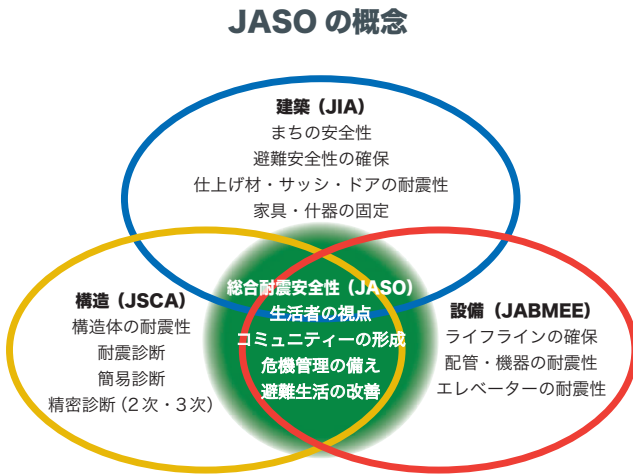 JASO の概念
建築（JIA）
まちの安全性
避難安全性の確保
仕上げ材・サッシ・ドアの耐震性
家具・什器の固定
総合耐震安全性（JASO）
生活者の視点
コミュニティーの形成
危機管理の備え
避難生活の改善
構造（JSCA）
構造体の耐震性
耐震診断
簡易診断
精密診断（２次・３次）
設備（JABMEE）
ライフラインの確保
配管・機器の耐震性
エレベーターの耐震性